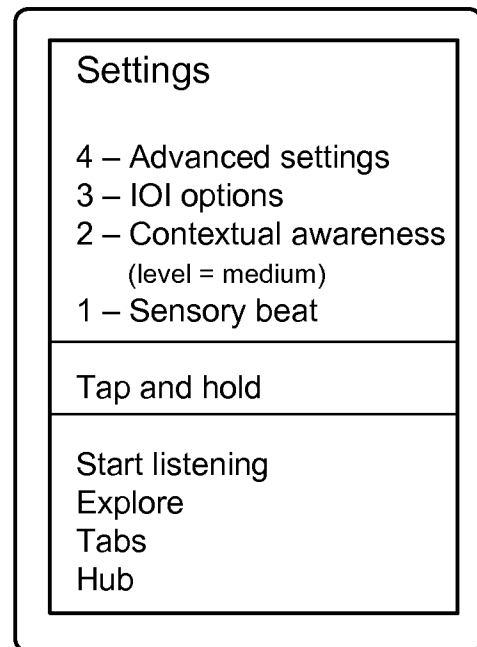 Settings
4 – Advanced settings
3 – IOI options
2 – Contextual awareness
(level = medium)
1 – Sensory beat
Tap and hold
Start listening
Explore
Tabs
Hub